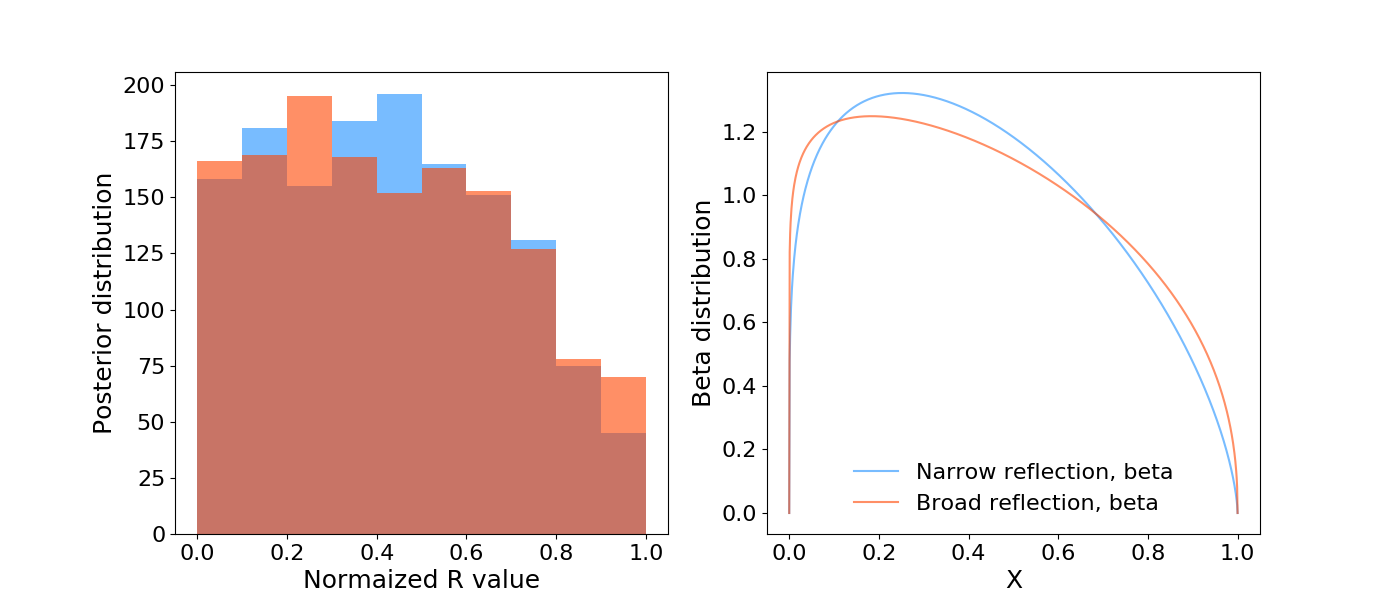 Posterior distribution
200
175
150
125
100
75
50
25
0
0.0 0.2 0.4 0.6 0.8 1.0
Normaized R value
Beta distribution
1.2
1.0
0.8
0.6
0.4
0.2
0.0
Narrow reflection, beta
Broad reflection, beta
0.0 0.2 0.4 0.6 0.8 1.0
X